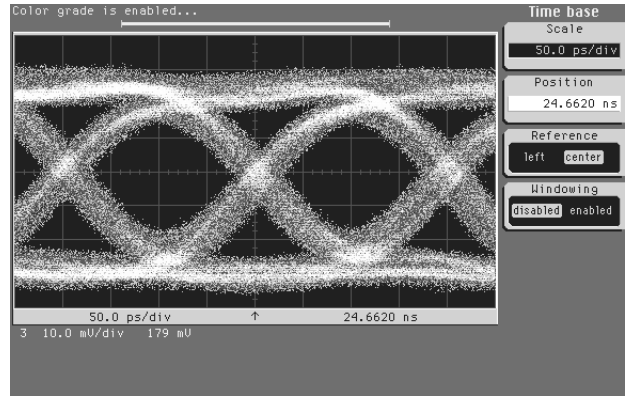 Color grade is enabled...
Time base
Scale
50.0 ps/div
Position
24.6620 ns
Reference
left center
Windowing
disabled enabled
50.0 ps/div ↑ 24.6620 ns
3 10.0 mV/div 179 mV